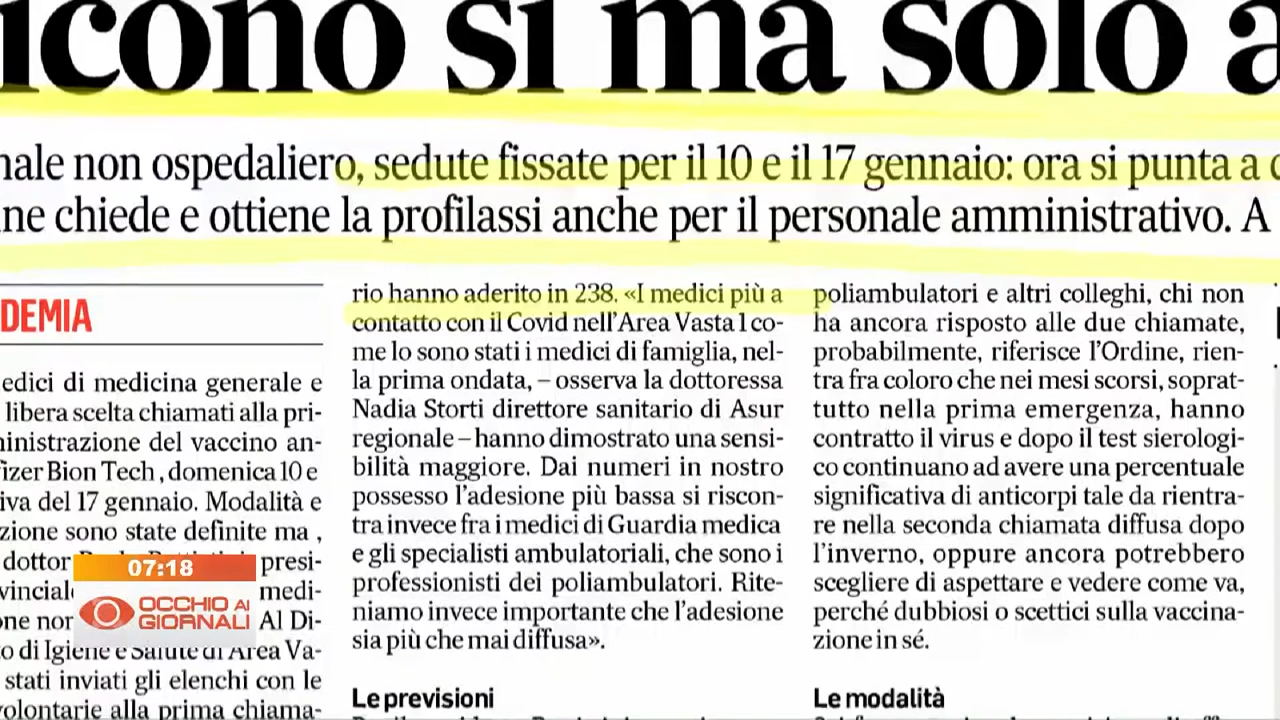 icono sì ma solo a
nale non ospedaliero, sedute fissate per il 10 e il 17 gennaio: ora si punta a c
ne chiede e ottiene la profilassi anche per il personale amministrativo. A
DEMIA
edici di medicina generale e
libera scelta chiamati alla pri-
ministrazione del vaccino an-
fizer Bion Tech, domenica 10 e
iva del 17 gennaio. Modalità e
zione sono state definite ma ,
dottor presi-
vincial medi-
one non Al Di-
o di Igiene e Salute di Area Va-
stati inviati gli elenchi con le
volontarie alla prima chiama-
rio hanno aderito in 238. «I medici più a
contatto con il Covid nell'Area Vasta 1 co-
me lo sono stati i medici di famiglia, nel-
la prima ondata, – osserva la dottoressa
Nadia Storti direttore sanitario di Asur
regionale – hanno dimostrato una sensi-
bilità maggiore. Dai numeri in nostro
possesso l'adesione più bassa si riscon-
tra invece fra i medici di Guardia medica
e gli specialisti ambulatoriali, che sono i
professionisti dei poliambulatori. Rite-
niamo invece importante che l'adesione
sia più che mai diffusa».
Le previsioni
poliambulatori e altri colleghi, chi non
ha ancora risposto alle due chiamate,
probabilmente, riferisce l'Ordine, rien-
tra fra coloro che nei mesi scorsi, soprat-
tutto nella prima emergenza, hanno
contratto il virus e dopo il test sierologi-
co continuano ad avere una percentuale
significativa di anticorpi tale da rientra-
re nella seconda chiamata diffusa dopo
l'inverno, oppure ancora potrebbero
scegliere di aspettare e vedere come va,
perché dubbiosi o scettici sulla vaccina-
zione in sé.
Le modalità
07:18
OCCHIO AI
GIORNALI